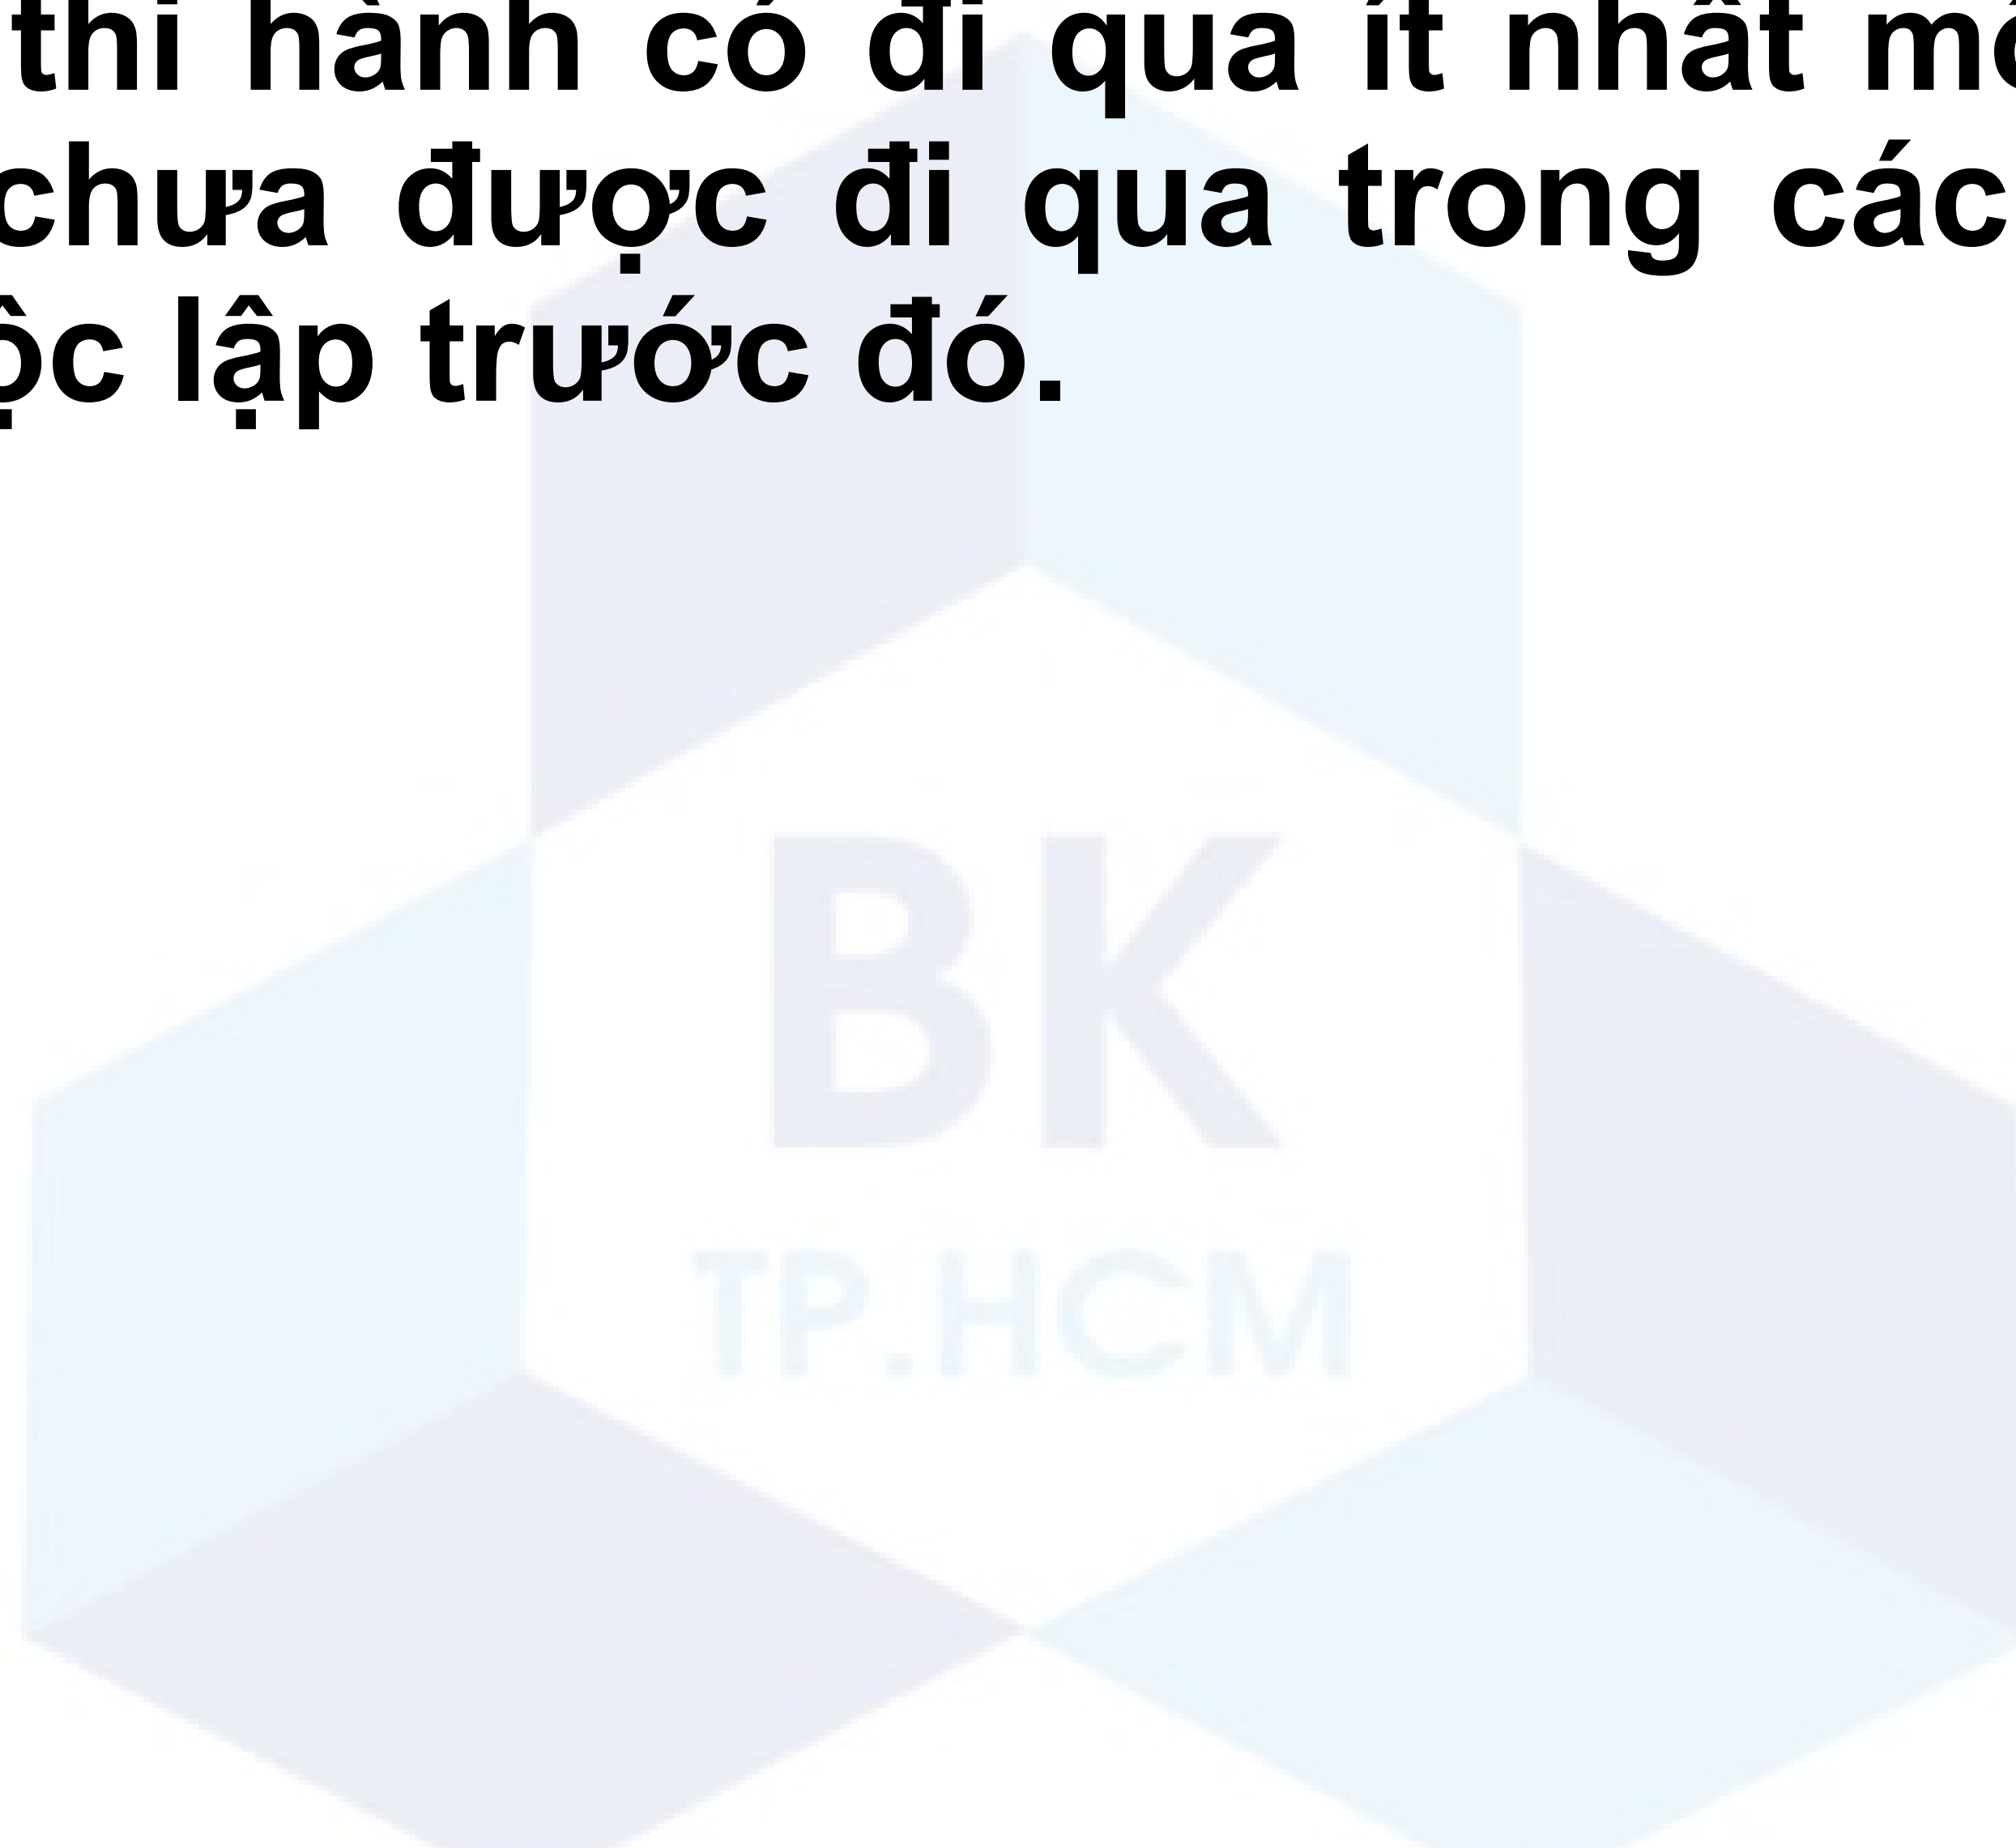 thi hành có đi qua ít nhất
chưa được đi qua trong các
lập trước đó.
BK
TP.HCM